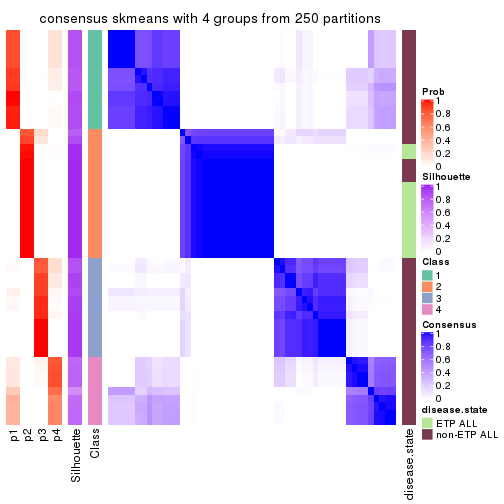 consensus skmeans with 4 groups from 250 partitions
Prob
1
0.8
0.6
0.4
0.2
0
Silhouette
1
0.8
0.6
0.4
0.2
0
Class
1
2
3
4
Consensus
1
0.8
0.6
0.4
0.2
0
disease.state
ETP ALL
non-ETP ALL
p1
p2
p3
p4
Silhouette
Class
disease.state